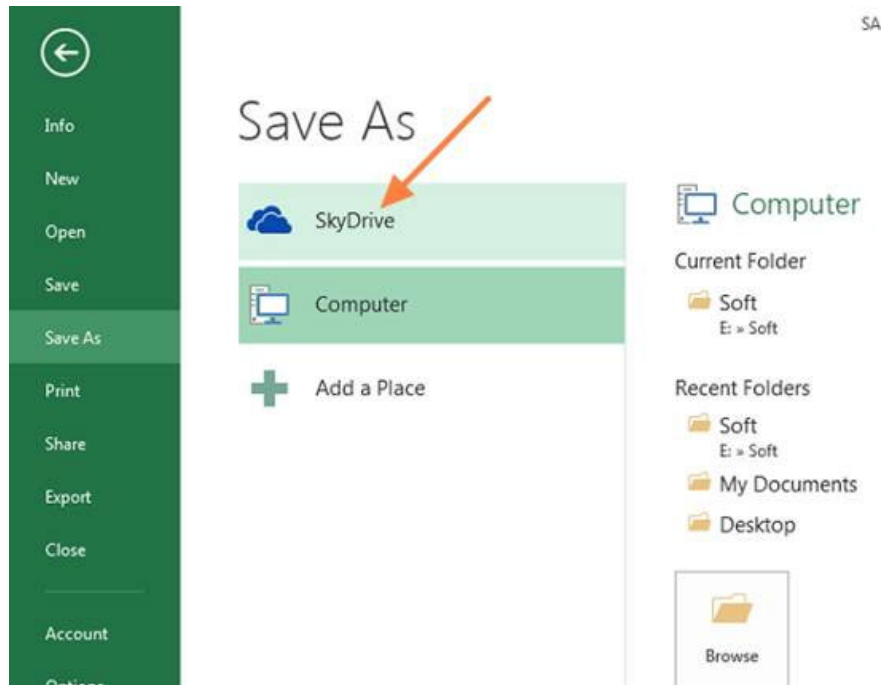 SA
Info
New
Open
Save
Save As
Print
Share
Export
Close
Account
Options
Save As
SkyDrive
Computer
Add a Place
Computer
Current Folder
Soft
E: » Soft
Recent Folders
Soft
E: » Soft
My Documents
Desktop
Browse